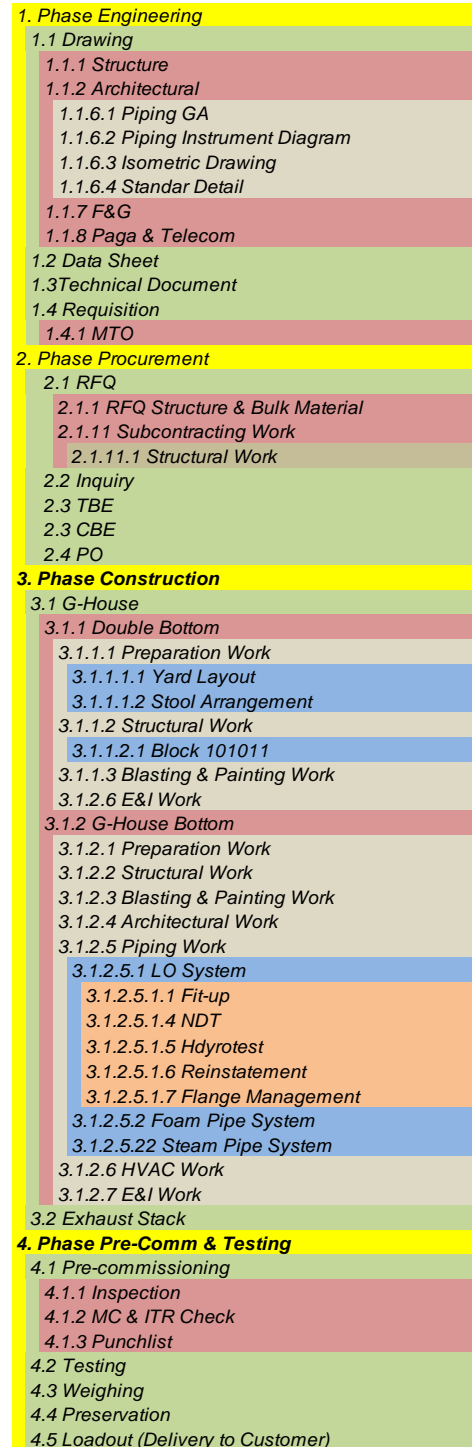 1. Phase Engineering
1.1 Drawing
1.1.1 Structure
1.1.2 Architectural
1.1.6.1 Piping GA
1.1.6.2 Piping Instrument Diagram
1.1.6.3 Isometric Drawing
1.1.6.4 Standar Detail
1.1.7 F&G
1.1.8 Paga & Telecom
1.2 Data Sheet
1.3Technical Document
1.4 Requisition
1.4.1 MTO
2. Phase Procurement
2.1 RFQ
2.1.1 RFQ Structure & Bulk Material
2.1.11 Subcontracting Work
2.1.11.1 Structural Work
2.2 Inquiry
2.3 TBE
2.3 CBE
2.4 PO
3. Phase Construction
3.1 G-House
3.1.1 Double Bottom
3.1.1.1 Preparation Work
3.1.1.1.1 Yard Layout
3.1.1.1.2 Stool Arrangement
3.1.1.2 Structural Work
3.1.1.2.1 Block 101011
3.1.1.3 Blasting & Painting Work
3.1.2.6 E&I Work
3.1.2 G-House Bottom
3.1.2.1 Preparation Work
3.1.2.2 Structural Work
3.1.2.3 Blasting & Painting Work
3.1.2.4 Architectural Work
3.1.2.5 Piping Work
3.1.2.5.1 LO System
3.1.2.5.1.1 Fit-up
3.1.2.5.1.4 NDT
3.1.2.5.1.5 Hdyrotest
3.1.2.5.1.6 Reinstatement
3.1.2.5.1.7 Flange Management
3.1.2.5.2 Foam Pipe System
3.1.2.5.22 Steam Pipe System
3.1.2.6 HVAC Work
3.1.2.7 E&I Work
3.2 Exhaust Stack
4. Phase Pre-Comm & Testing
4.1 Pre-commissioning
4.1.1 Inspection
4.1.2 MC & ITR Check
4.1.3 Punchlist
4.2 Testing
4.3 Weighing
4.4 Preservation
4.5 Loadout (Delivery to Customer)